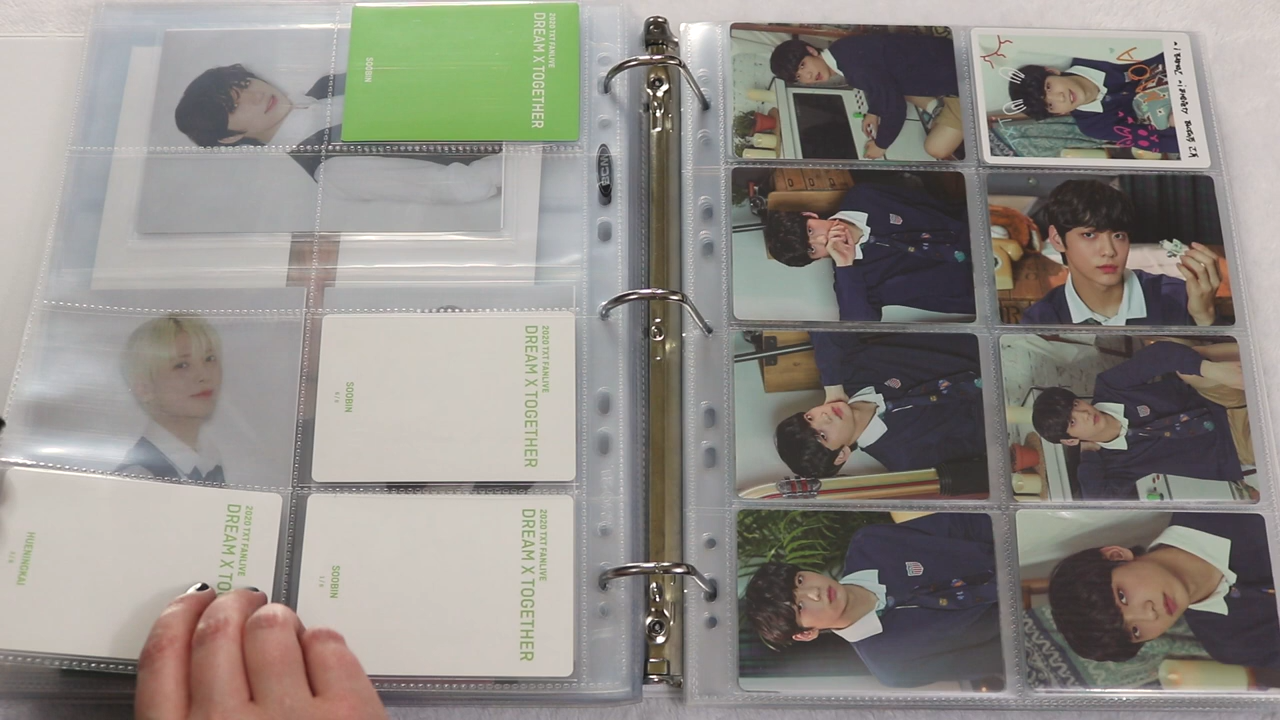 2020 TXT FANLIVE
DREAM X TOGETHER
SOOBIN
2020 TXT FANLIVE
DREAM X TOGETHER
SOOBIN
2020 TXT FANLIVE
DREAM X TO
HUENINGKAI
2020 TXT FANLIVE
DREAM X TOGETHER
SOOBIN